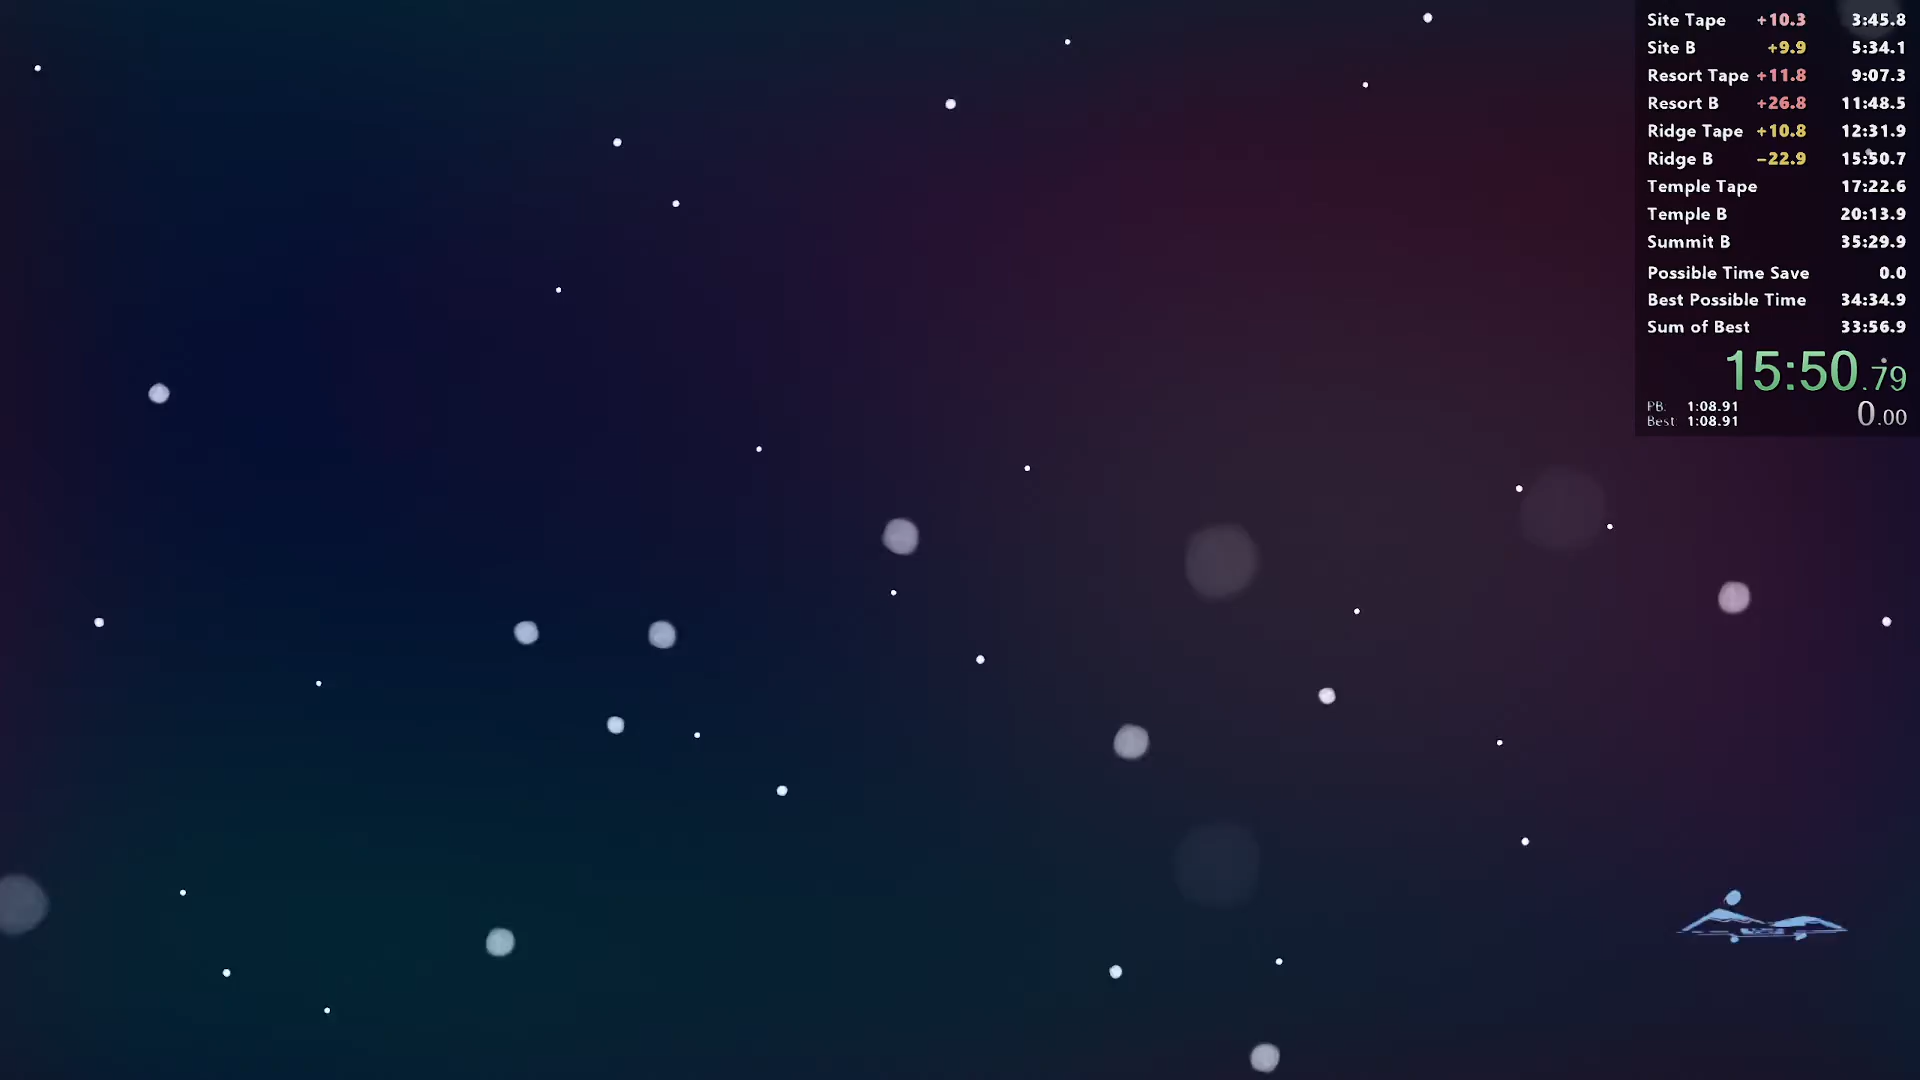 Site Tape +10.3 3:45.8
Site B +9.9 5:34.1
Resort Tape +11.8 9:07.3
Resort B +26.8 11:48.5
Ridge Tape +10.8 12:31.9
Ridge B −22.9 15:50.7
Temple Tape 17:22.6
Temple B 20:13.9
Summit B 35:29.9
Possible Time Save 0.0
Best Possible Time 34:34.9
Sum of Best 33:56.9
15:50.79
PB: 1:08.91 0.00
Best: 1:08.91